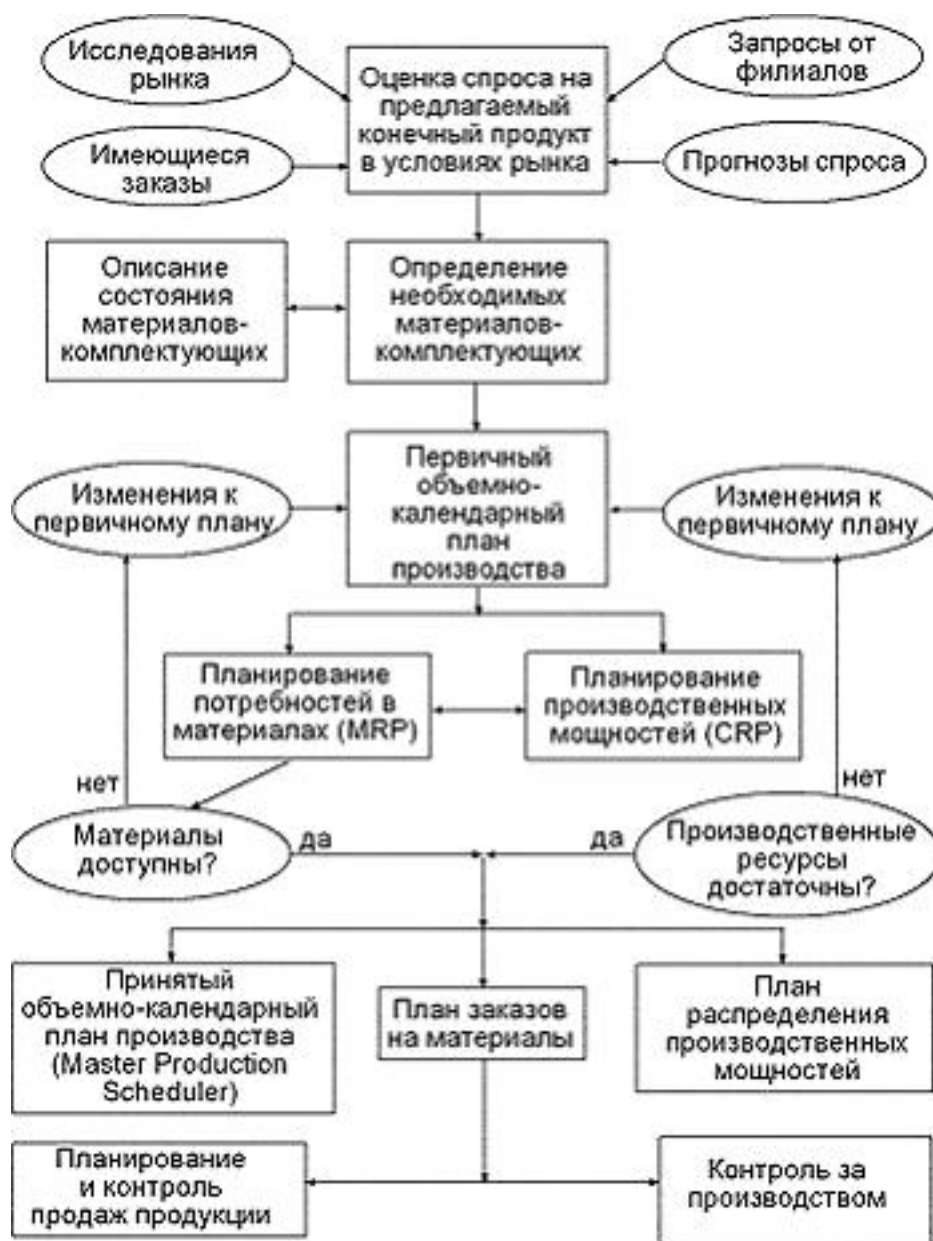 Исследования
рынка
Запросы от
филиалов
Оценка спроса на
предлагаемый
конечный продукт
в условиях рынка
Имеющиеся
заказы
Прогнозы спроса
Описание
состояния
материалов-
комплектующих
Определение
необходимых
материалов-
комплектующих
Первичный
объемно-
календарный
план
производства
Изменения к
первичному плану
Изменения к
первичному плану
Планирование
потребностей в
материалах (MRP)
Планирование
производственных
мощностей (CRP)
нет
нет
Материалы
доступны?
да
да
Производственные
ресурсы
достаточны?
Принятый
объемно-календарный
план производства
(Master Production
Scheduler)
План заказов
на материалы
План
распределения
производственных
мощностей
Планирование
и контроль
продаж продукции
Контроль за
производством